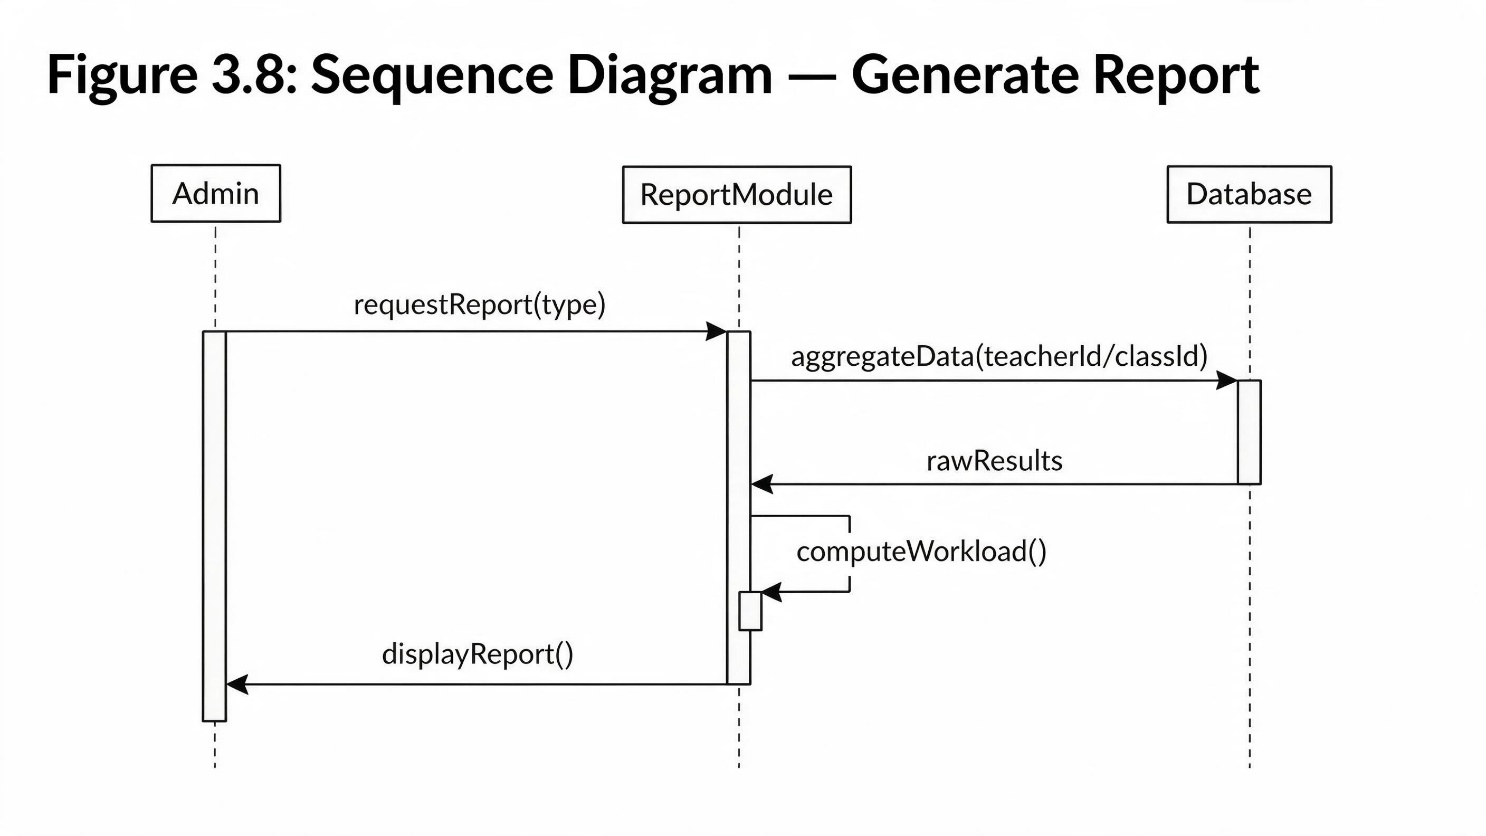 Figure 3.8: Sequence Diagram — Generate Report
Admin
ReportModule
Database
requestReport(type)
aggregateData(teacherId/classId)
rawResults
computeWorkload()
displayReport()